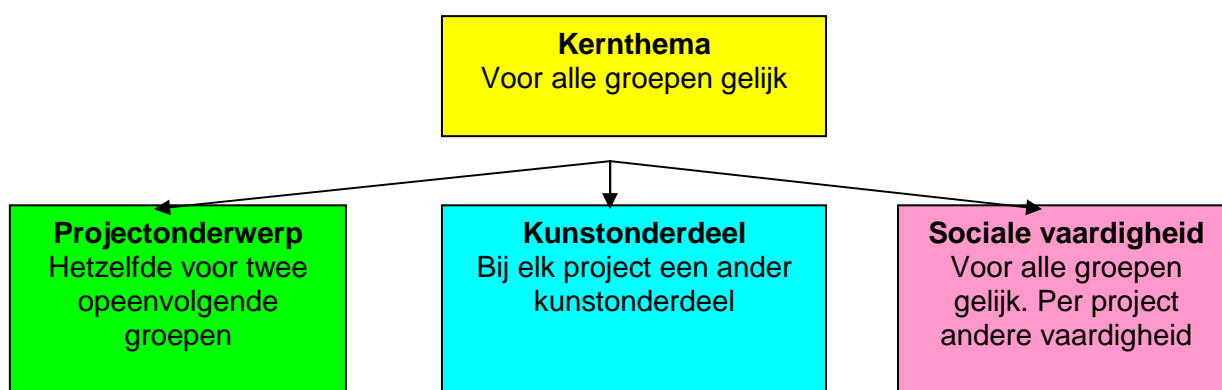 Kernthema
Voor alle groepen gelijk
Projectonderwerp
Hetzelfde voor twee
opeenvolgende
groepen
Kunstonderdeel
Bij elk project een ander
kunstonderdeel
Sociale vaardigheid
Voor alle groepen
gelijk. Per project
andere vaardigheid